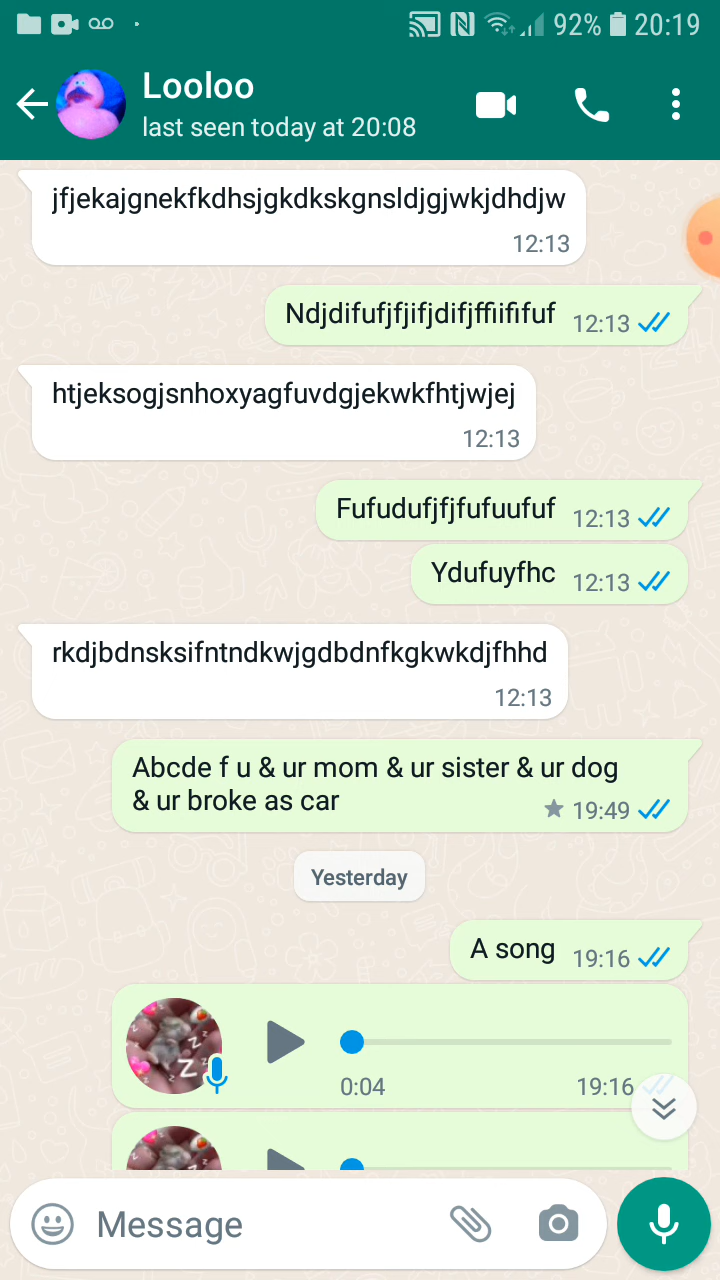 92% 20:19
Looloo
last seen today at 20:08
jfjekajgnekfkdhsjgkdkskgnsldjgjwkjdhdjw
12:13
Ndjdifufjfjifjdifjffiififuf 12:13
htjeksogjsnhoxyagfuvdgjekwkfhtjwjej
12:13
Fufudufjfjfufuufuf 12:13
Ydufuyfhc 12:13
rkdjbdnsksifntndkwjgdbdnfkgkwkdjfhhd
12:13
Abcde f u & ur mom & ur sister & ur dog
& ur broke as car 19:49
Yesterday
A song 19:16
z z Z
0:04 19:16
Message